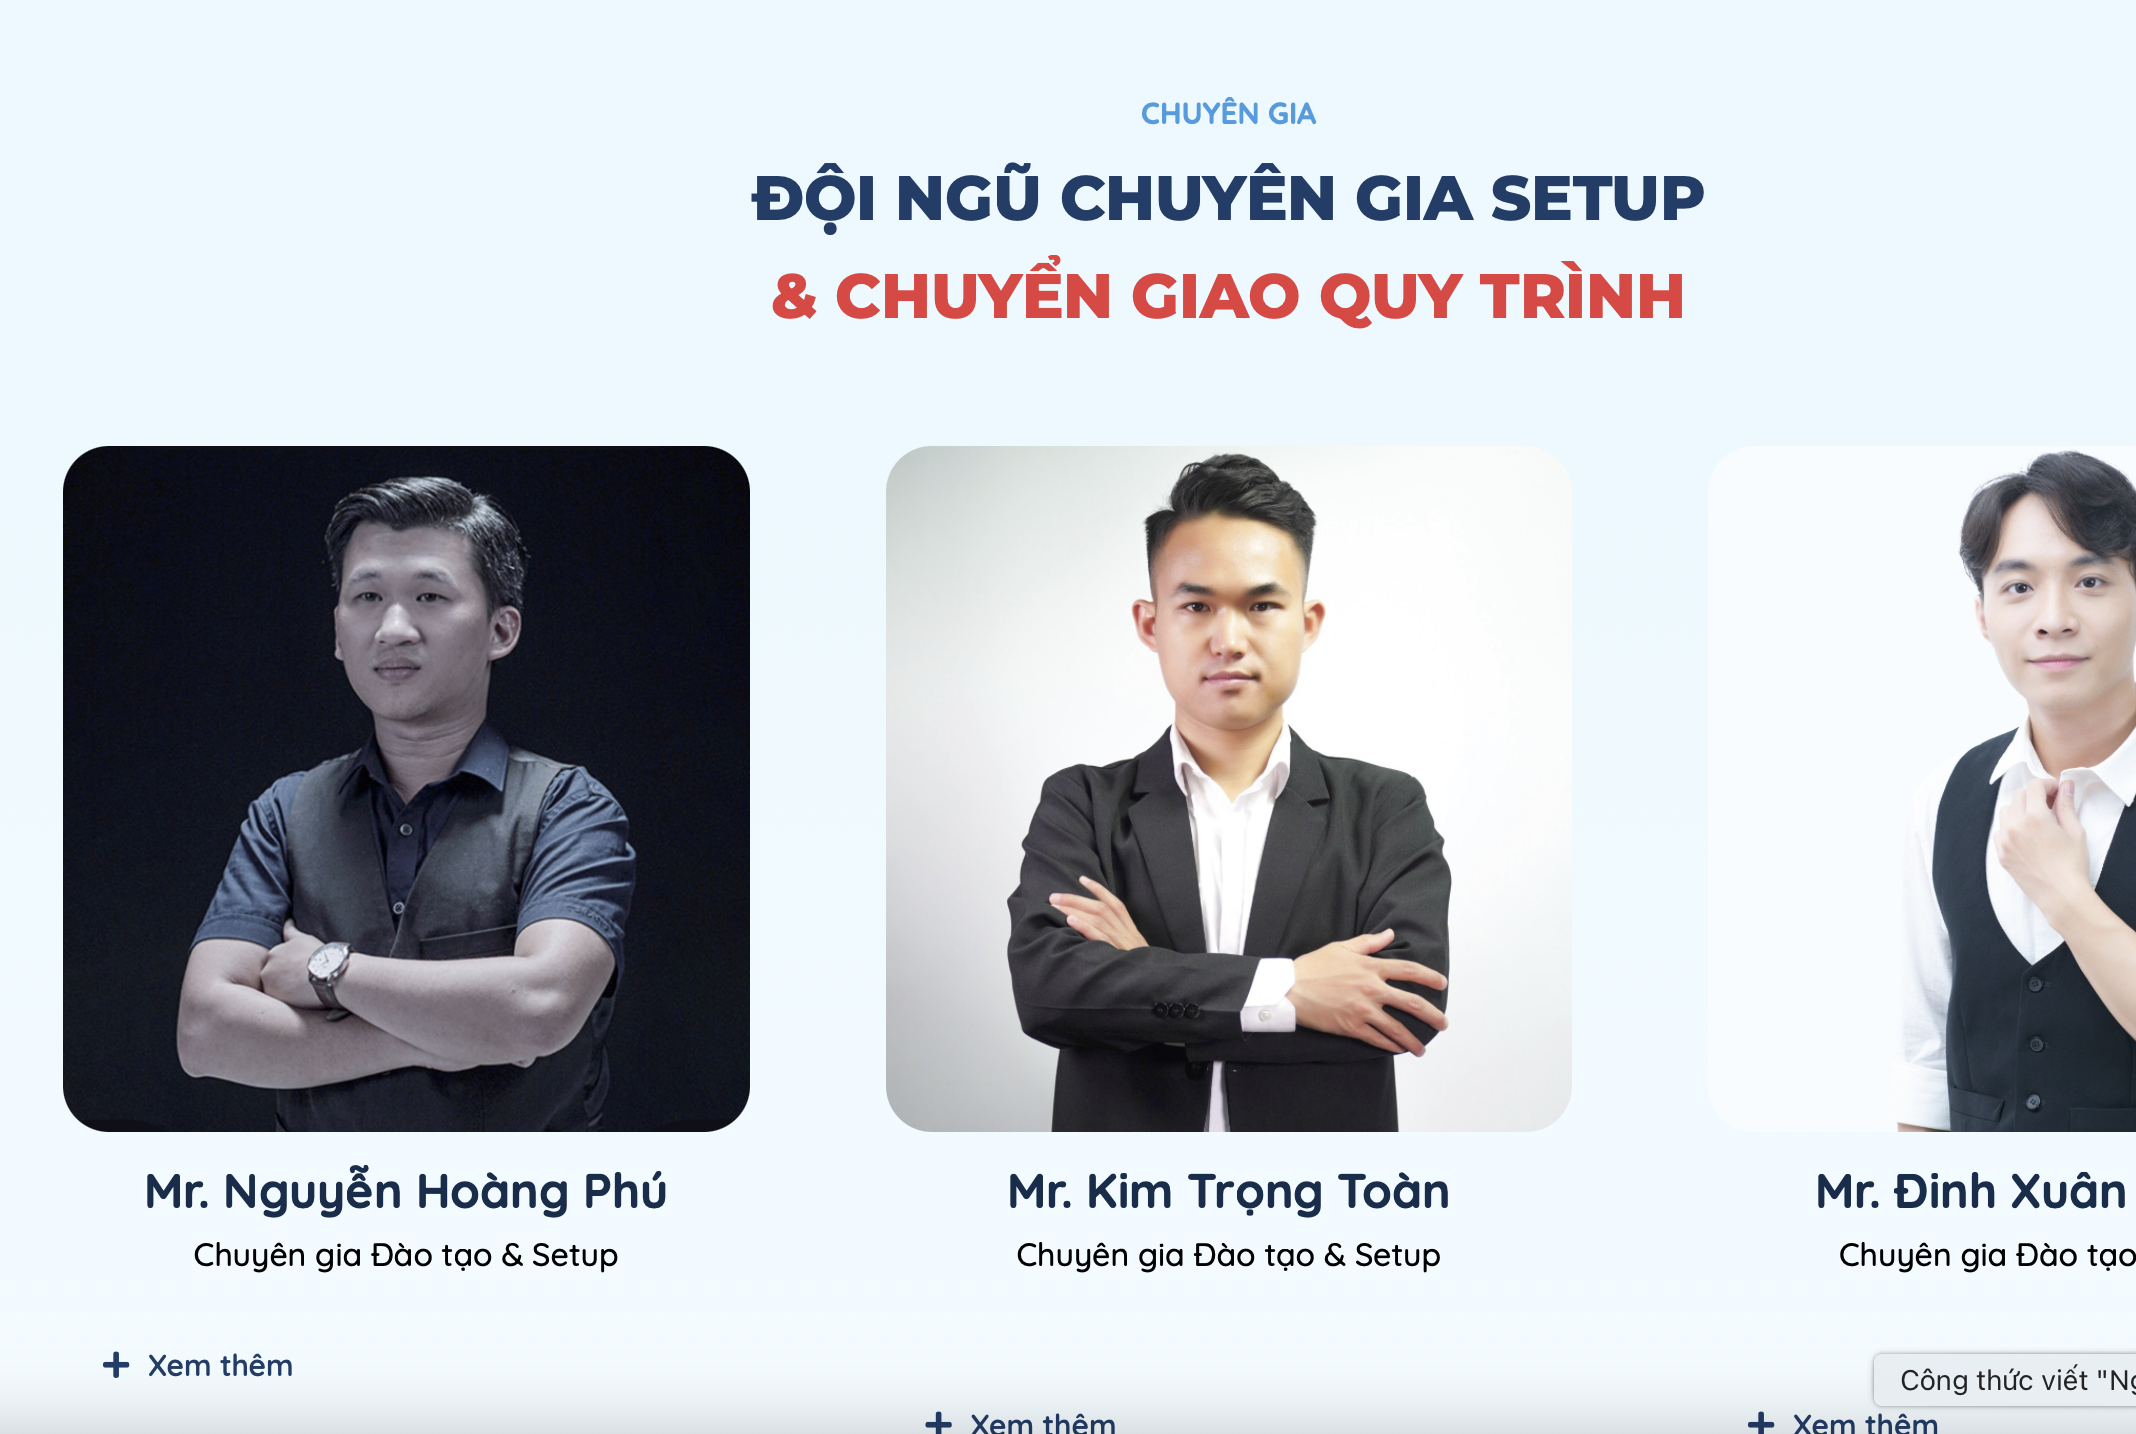 CHUYÊN GIA
ĐỘI NGŨ CHUYÊN GIA SETUP
& CHUYỂN GIAO QUY TRÌNH
Mr. Nguyễn Hoàng Phú
Mr. Kim Trọng Toàn
Mr. Đinh Xuân
Chuyên gia Đào tạo & Setup
Chuyên gia Đào tạo & Setup
Chuyên gia Đào tạo
Xem thêm
Công thức viết "Ng
Xem thêm
Xem thêm